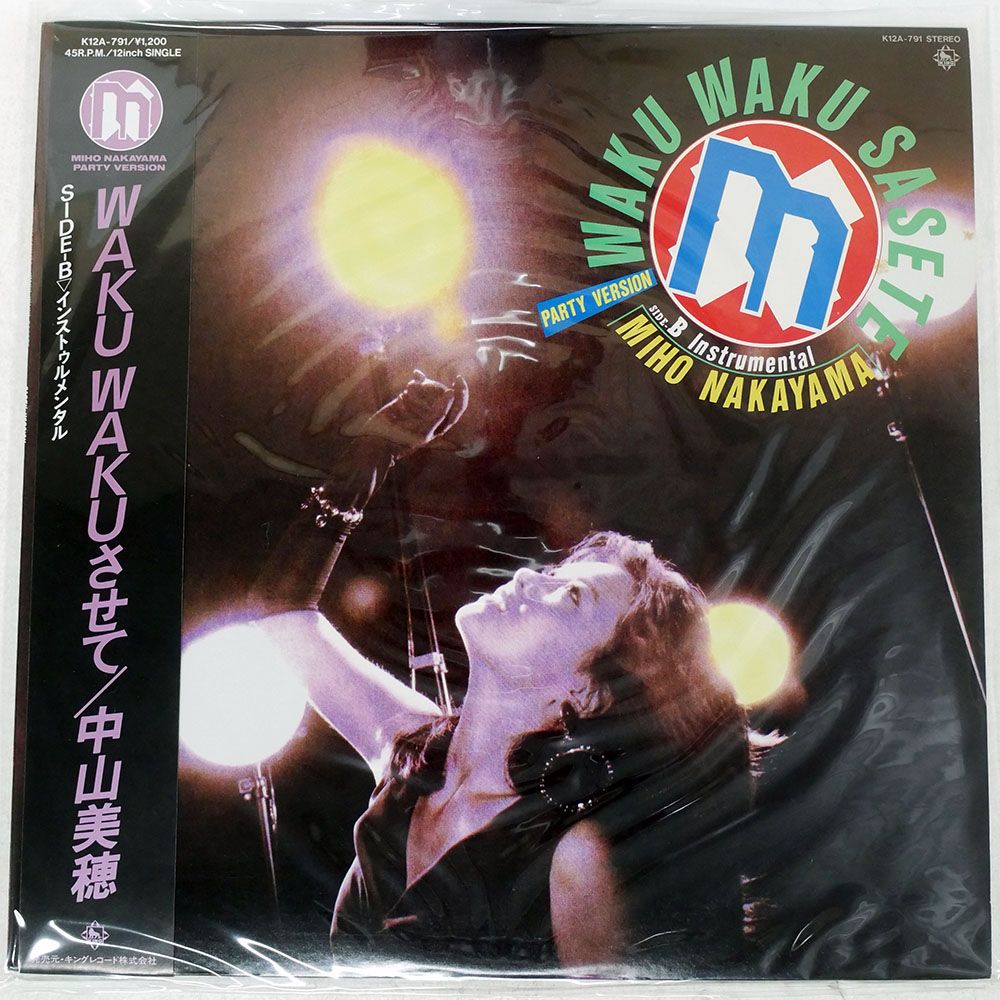 K12A-791/¥1,200
45R.P.M./12inch SINGLE
m
MIHO NAKAYAMA
PARTY VERSION
WAKU WAKUさせて/中山美穂
SIDE-B▽インストゥルメンタル
発売元・キングレコード株式会社
K12A-791 STEREO
WAKU WAKU SASETE
m
PARTY VERSION
SIDE-B Instrumental
MIHO NAKAYAMA